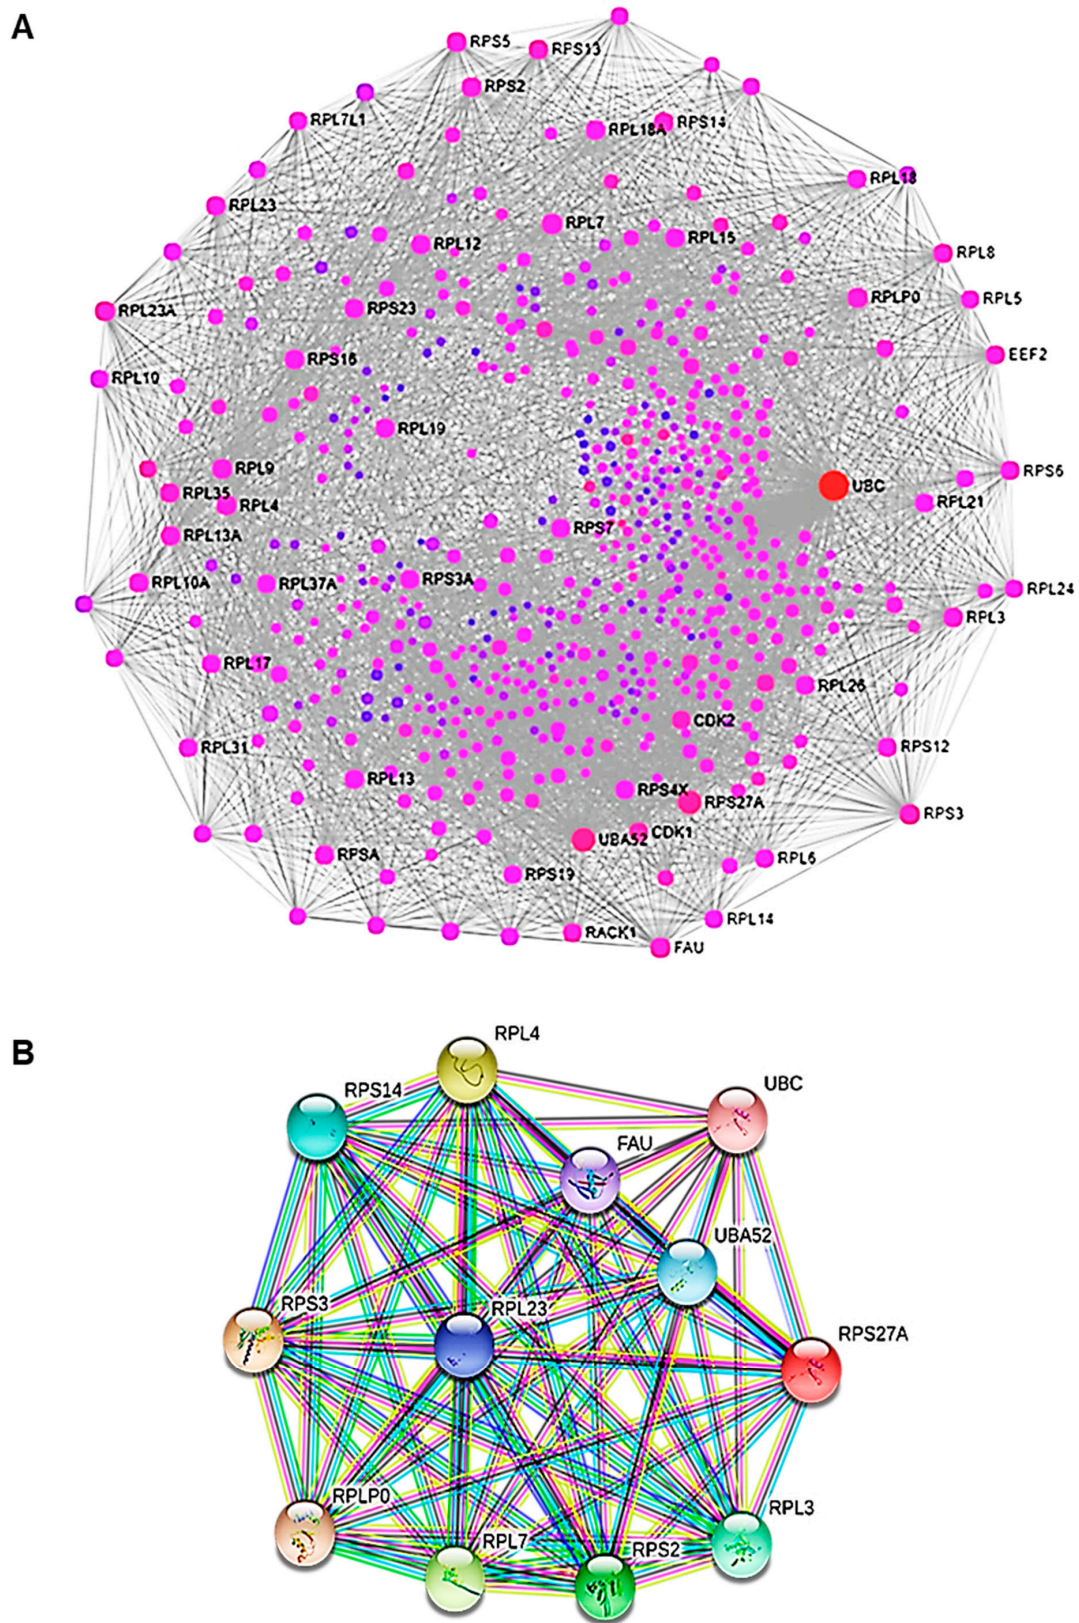 A
RPS5
RPS13
RPS2
RPL7L1
RPL18A
RPS14
RPL18
RPL23
RPL7
RPL15
RPL12
RPL8
RPLP0
RPL5
RPL23A
RPS23
EEF2
RPS16
RPL10
RPL19
RPL9
RPS6
RPL35
UBC
RPL4
RPL21
RPS7
RPL13A
RPL10A
RPL37A
RPS3A
RPL24
RPL3
RPL17
RPL26
CDK2
RPL31
RPS12
RPL13
RPS4X
RPS27A
RPS3
UBA52
CDK1
RPSA
RPL6
RPS19
RPL14
RACK1
FAU
B
RPL4
UBC
RPS14
FAU
UBA52
RPS3
RPL23
RPS27A
RPLP0
RPL3
RPL7
RPS2